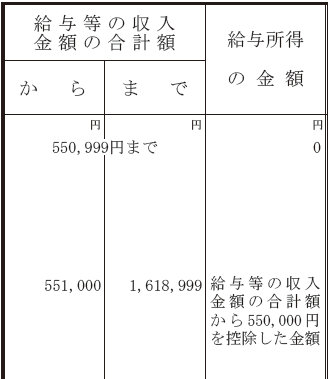 給与等の収入
金額の合計額
給与所得
の金額
から
まで
円
円
円
550,999円まで
0
551,000
1,618,999
給与等の収入
金額の合計額
から550,000円
を控除した金額